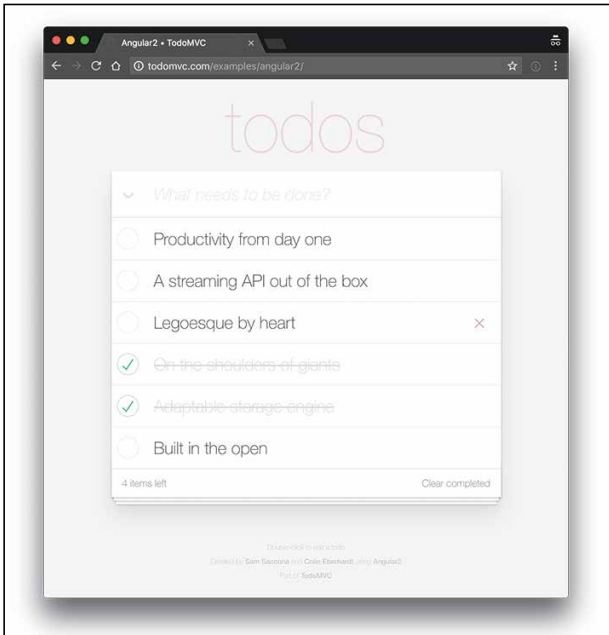 Angular2 • TodoMVC
todomvc.com/examples/angular2/
todos
What needs to be done?
Productivity from day one
A streaming API out of the box
Legoesque by heart
On the shoulders of giants
Adaptable storage engine
Built in the open
4 items left Clear completed
Double-click to edit a todo
Created by Sam Saccone and Colin Eberhardt using Angular2
Part of TodoMVC